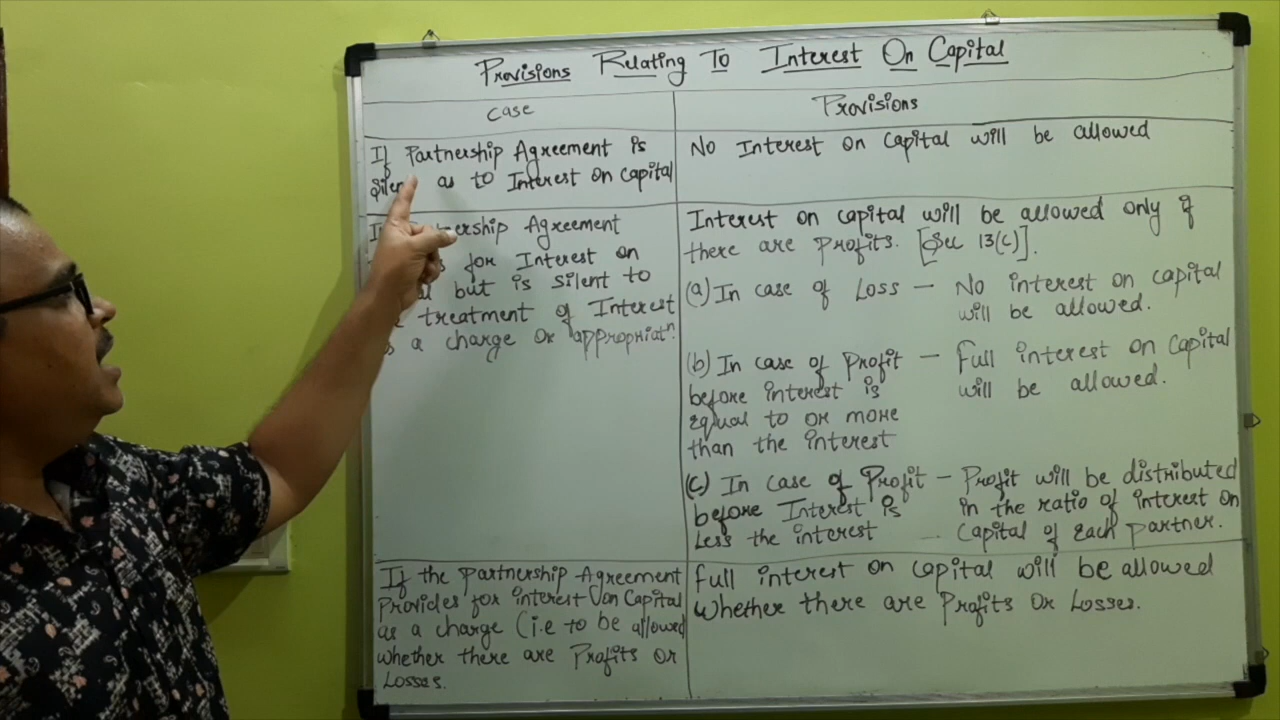 Provisions Relating To Interest On Capital
Case
Provisions
If Partnership Agreement is
as to Interest on Capital
No Interest on Capital will be allowed
Agreement
for Interest on
but is Silent to
treatment of Interest
a charge or appropriatⁿ.
Interest on capital will be allowed only if
there are Profits. [Sec 13(c)].
(a) In case of Loss - No interest on capital
will be allowed.
(b) In case of Profit - Full interest on Capital
before interest is will be allowed.
equal to or more
than the interest
(c) In case of Profit - Profit will be distributed
before Interest is in the ratio of interest on
Less the interest Capital of each partner.
If the Partnership Agreement
Provides for interest on Capital
as a charge (i.e to be allowed
whether there are Profits or
Losses.
Full interest on capital will be allowed
whether there are Profits or Losses.